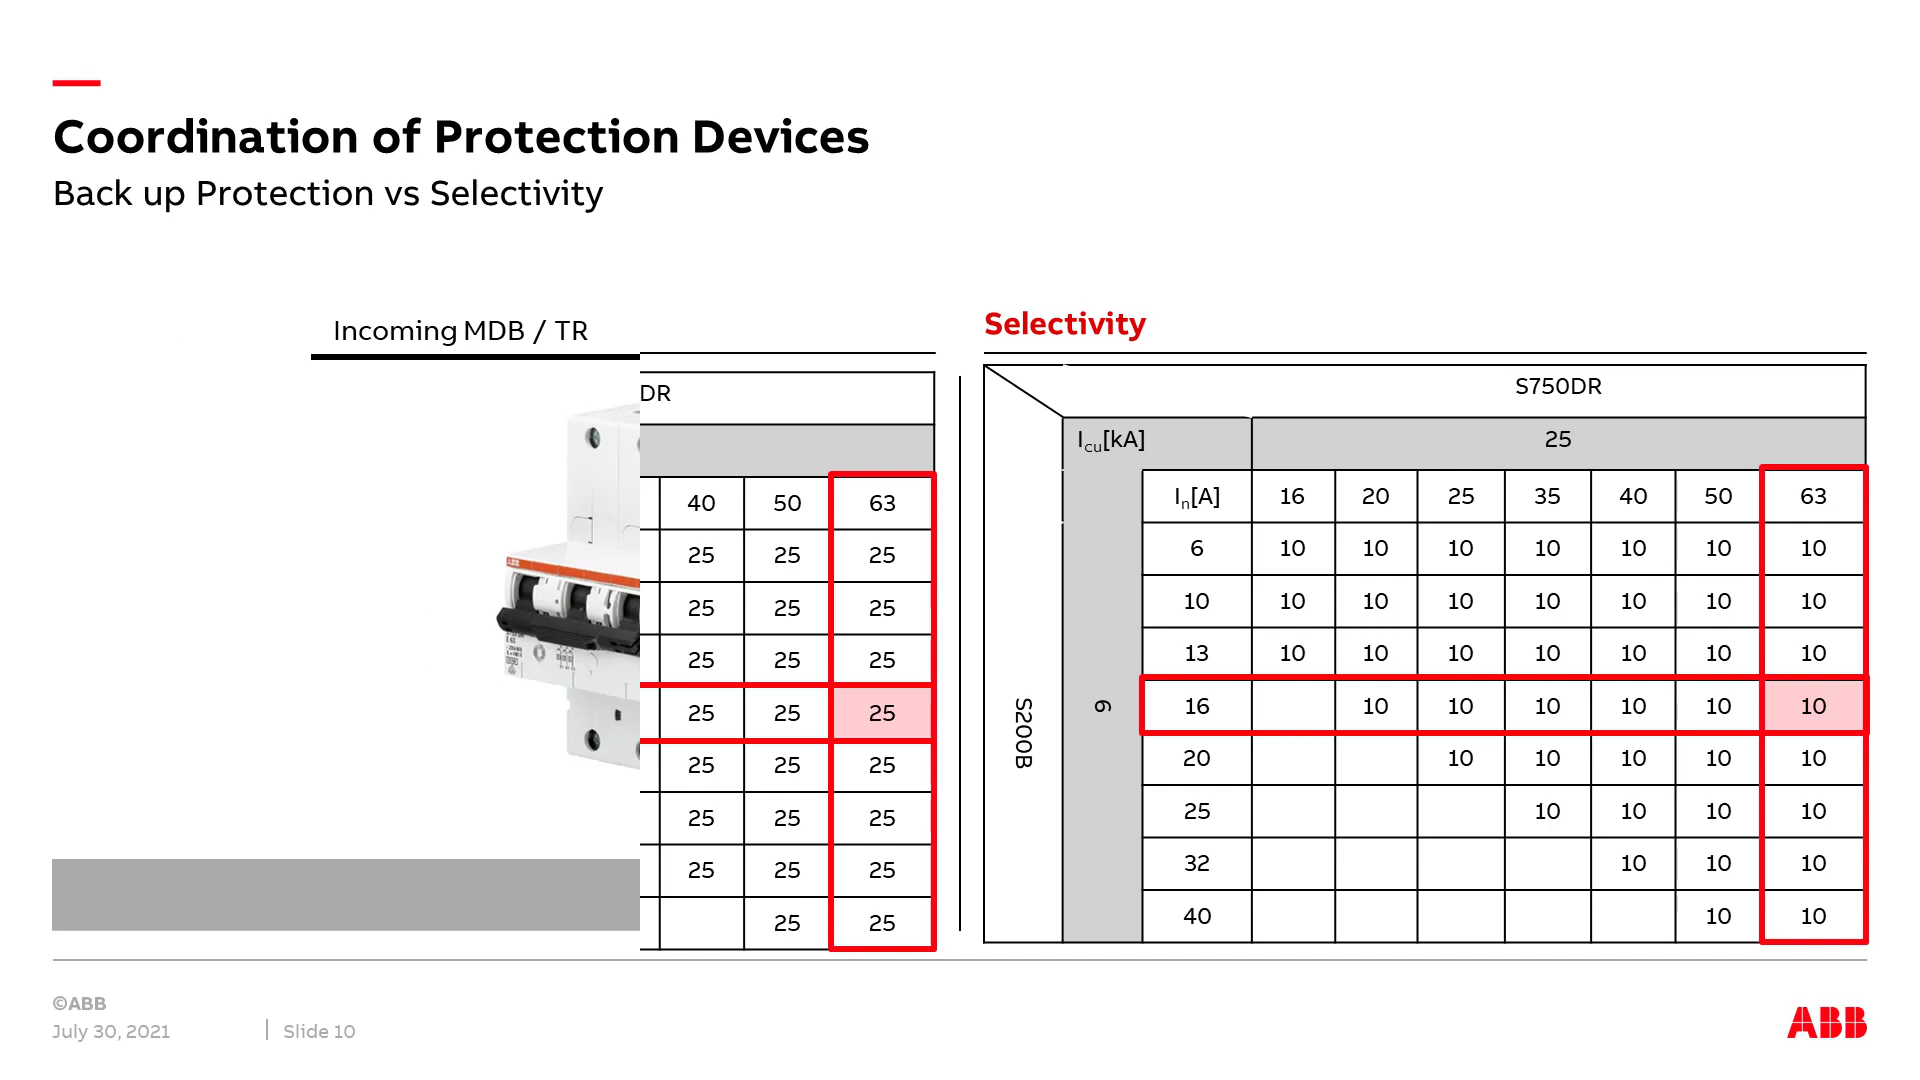 Coordination of Protection Devices
Back up Protection vs Selectivity
Incoming MDB / TR
ABB
DR
40 50 63
25 25 25
25 25 25
25 25 25
25 25 25
25 25 25
25 25 25
25 25 25
25 25
Selectivity
S750DR
Icu[kA] 25
In[A] 16 20 25 35 40 50 63
6 10 10 10 10 10 10 10
10 10 10 10 10 10 10 10
13 10 10 10 10 10 10 10
S200B
6
16 10 10 10 10 10 10
20 10 10 10 10 10
25 10 10 10 10
32 10 10 10
40 10 10
©ABB
July 30, 2021
Slide 10
ABB